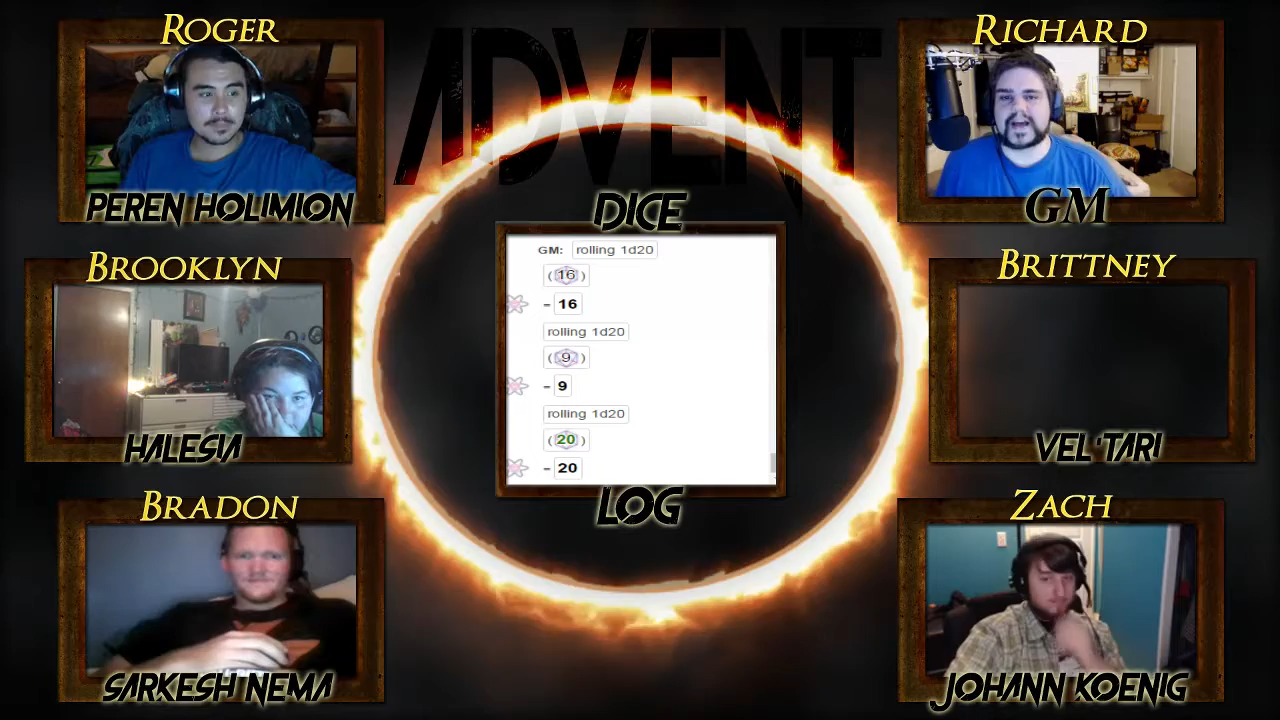 ADVENT
Roger
PEREN HOLIMION
Richard
GM
Brooklyn
HALESIA
Brittney
VEL'TARI
Bradon
SARKESH NEMA
Zach
JOHANN KOENIG
DICE
GM: rolling 1d20
(16)
= 16
rolling 1d20
(9)
= 9
rolling 1d20
(20)
= 20
LOG